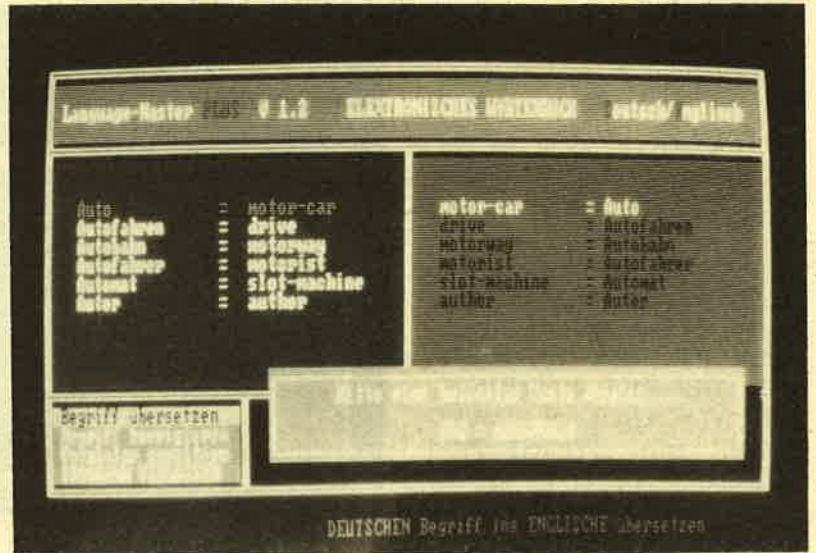 Language-Master PLUS V 1.2 ELEKTRONISCHES WÖRTERBUCH Deutsch/Englisch
Auto = motor-car
Autofahren = drive
Autobahn = motorway
Autofahrer = motorist
Automat = slot-machine
Autor = author
motor-car = Auto
drive = Autofahren
motorway = Autobahn
motorist = Autofahrer
slot-machine = Automat
author = Autor
Begriff übersetzen
DEUTSCHEN Begriff ins ENGLISCHE übersetzen